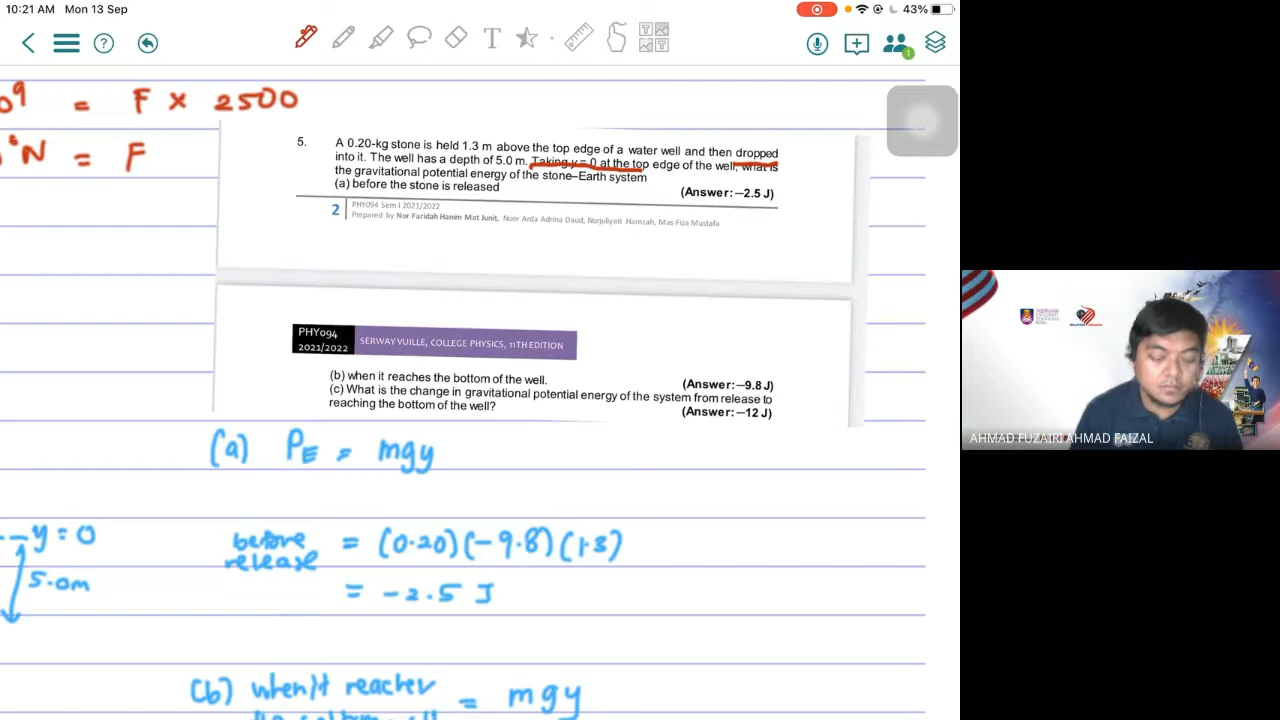 10:21 AM Mon 13 Sep
43%
1
0⁹ = F × 2500
N = F
5. A 0.20-kg stone is held 1.3 m above the top edge of a water well and then dropped
into it. The well has a depth of 5.0 m. Taking y = 0 at the top edge of the well, what is
the gravitational potential energy of the stone–Earth system
(a) before the stone is released (Answer: –2.5 J)
2 PHY094 Sem I 2021/2022
Prepared by Nor Faridah Hanim Mat Junit, Noor Arda Adrina Daud, Norjuliyati Hamzah, Mas Fiza Mustafa
PHY094
2021/2022
SERWAY VUILLE, COLLEGE PHYSICS, 11TH EDITION
(b) when it reaches the bottom of the well. (Answer: –9.8 J)
(c) What is the change in gravitational potential energy of the system from release to
reaching the bottom of the well? (Answer: –12 J)
(a) PE = mgy
y = 0
5.0m
before
release = (0.20)(-9.8)(1.3)
= -2.5 J
(b) when it reaches = mgy
AHMAD FUZAIRI AHMAD FAIZAL